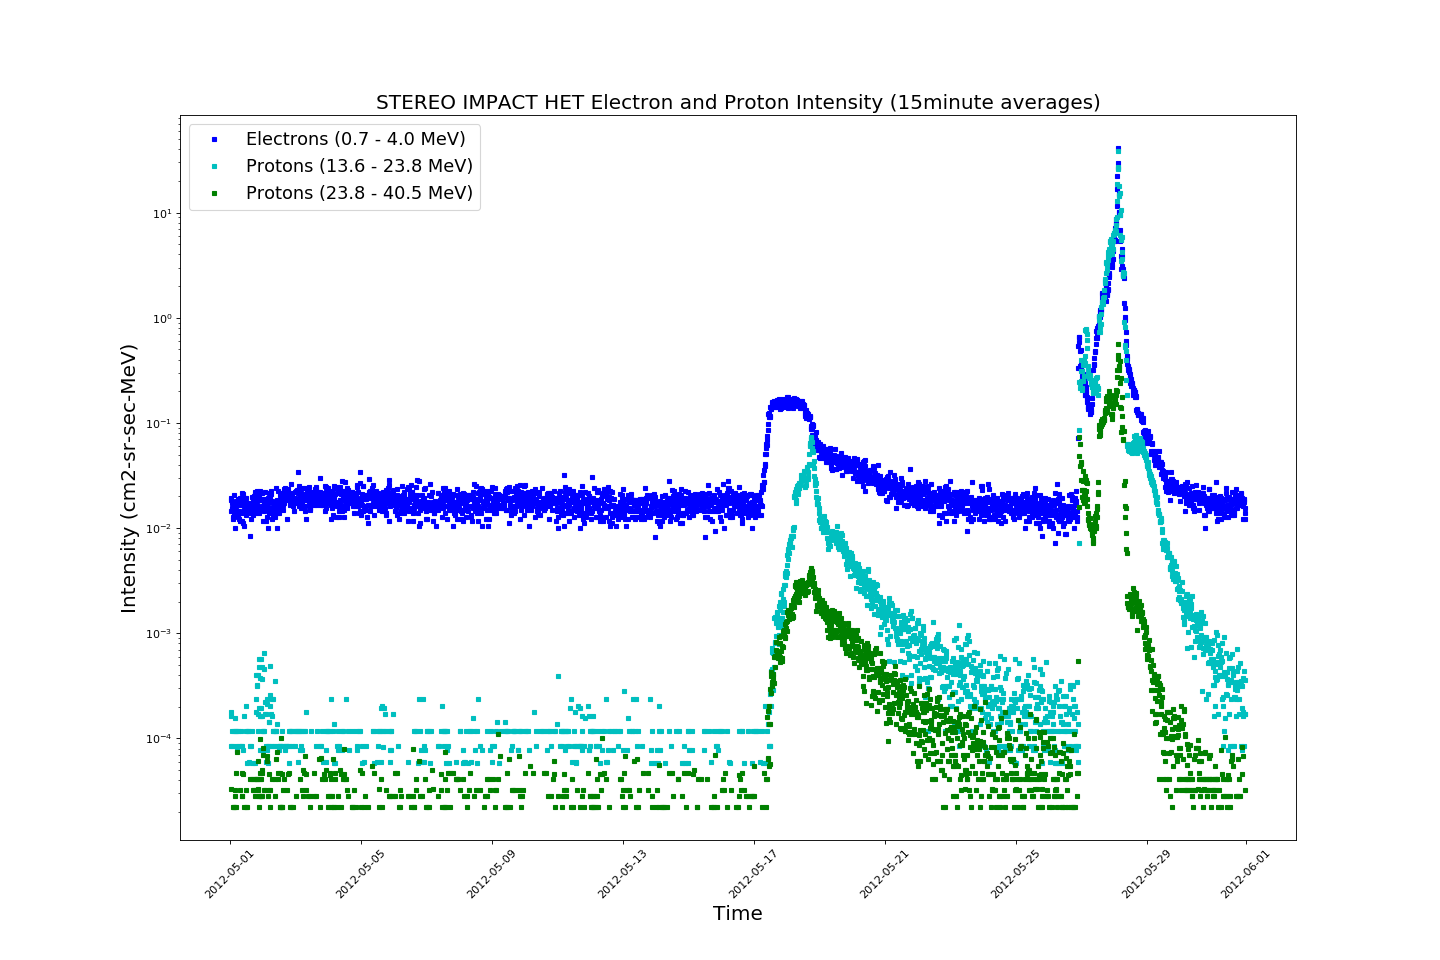 STEREO IMPACT HET Electron and Proton Intensity (15minute averages)
Electrons (0.7 - 4.0 MeV)
Protons (13.6 - 23.8 MeV)
Protons (23.8 - 40.5 MeV)
Intensity (cm2-sr-sec-MeV)
10¹
10⁰
10⁻¹
10⁻²
10⁻³
10⁻⁴
2012-05-01
2012-05-05
2012-05-09
2012-05-13
2012-05-17
2012-05-21
2012-05-25
2012-05-29
2012-06-01
Time